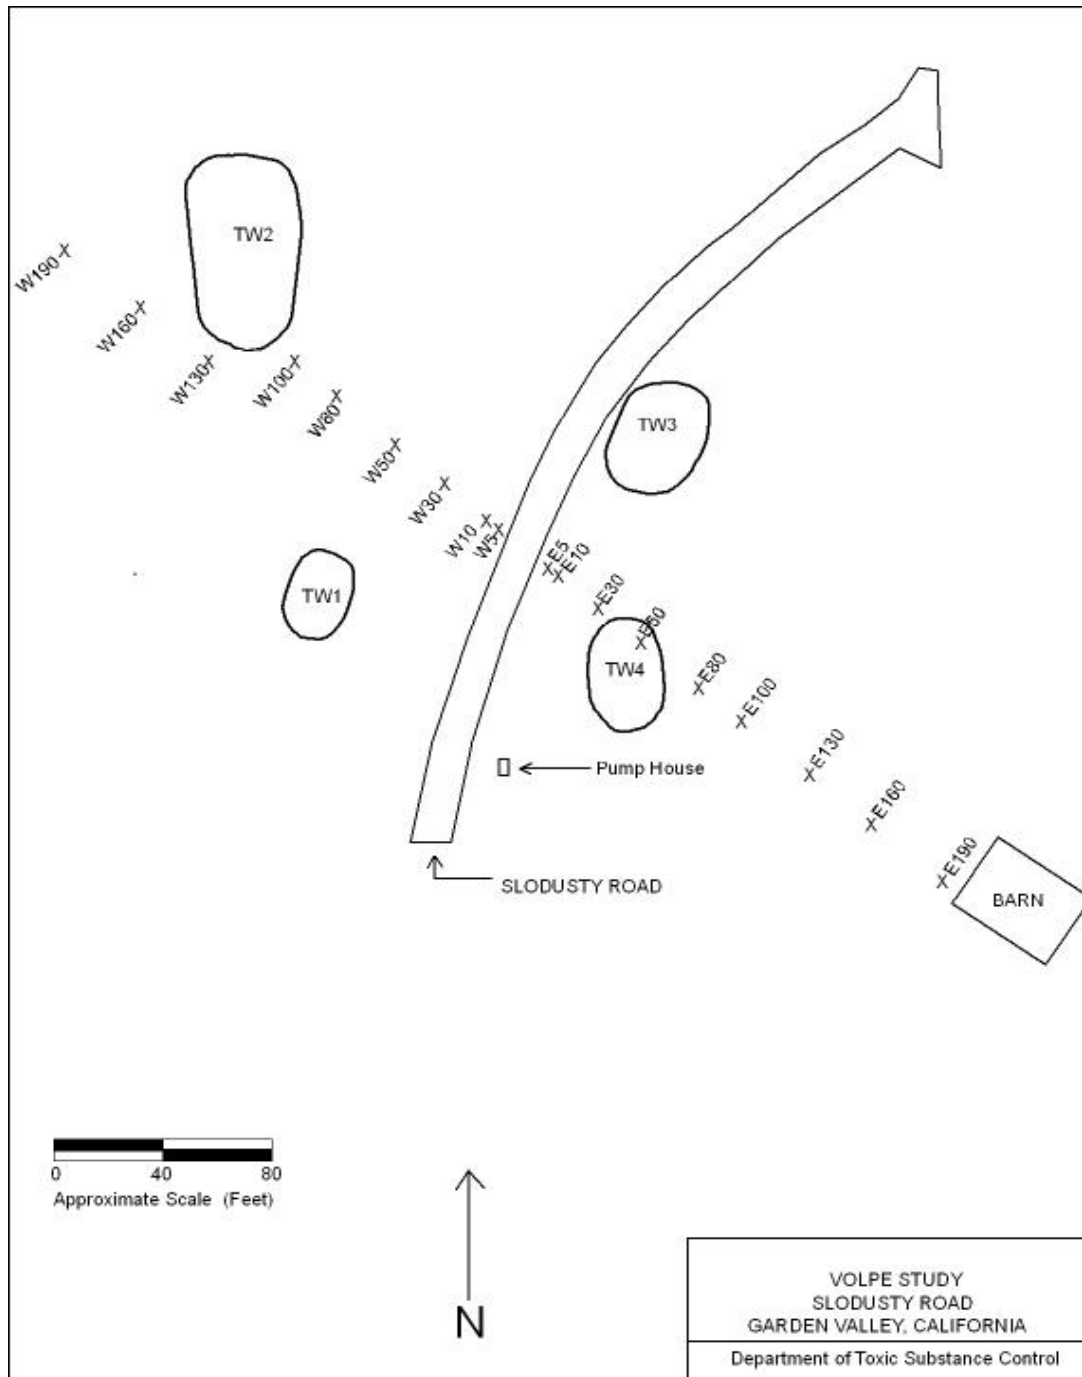 TW2
W190
W160
W130
W100
W80
W50
W30
W10
W5
TW3
E5
E10
E30
E50
E80
E100
E130
E160
E190
TW1
TW4
Pump House
SLODUSTY ROAD
BARN
0 40 80
Approximate Scale (Feet)
N
VOLPE STUDY
SLODUSTY ROAD
GARDEN VALLEY, CALIFORNIA
Department of Toxic Substance Control